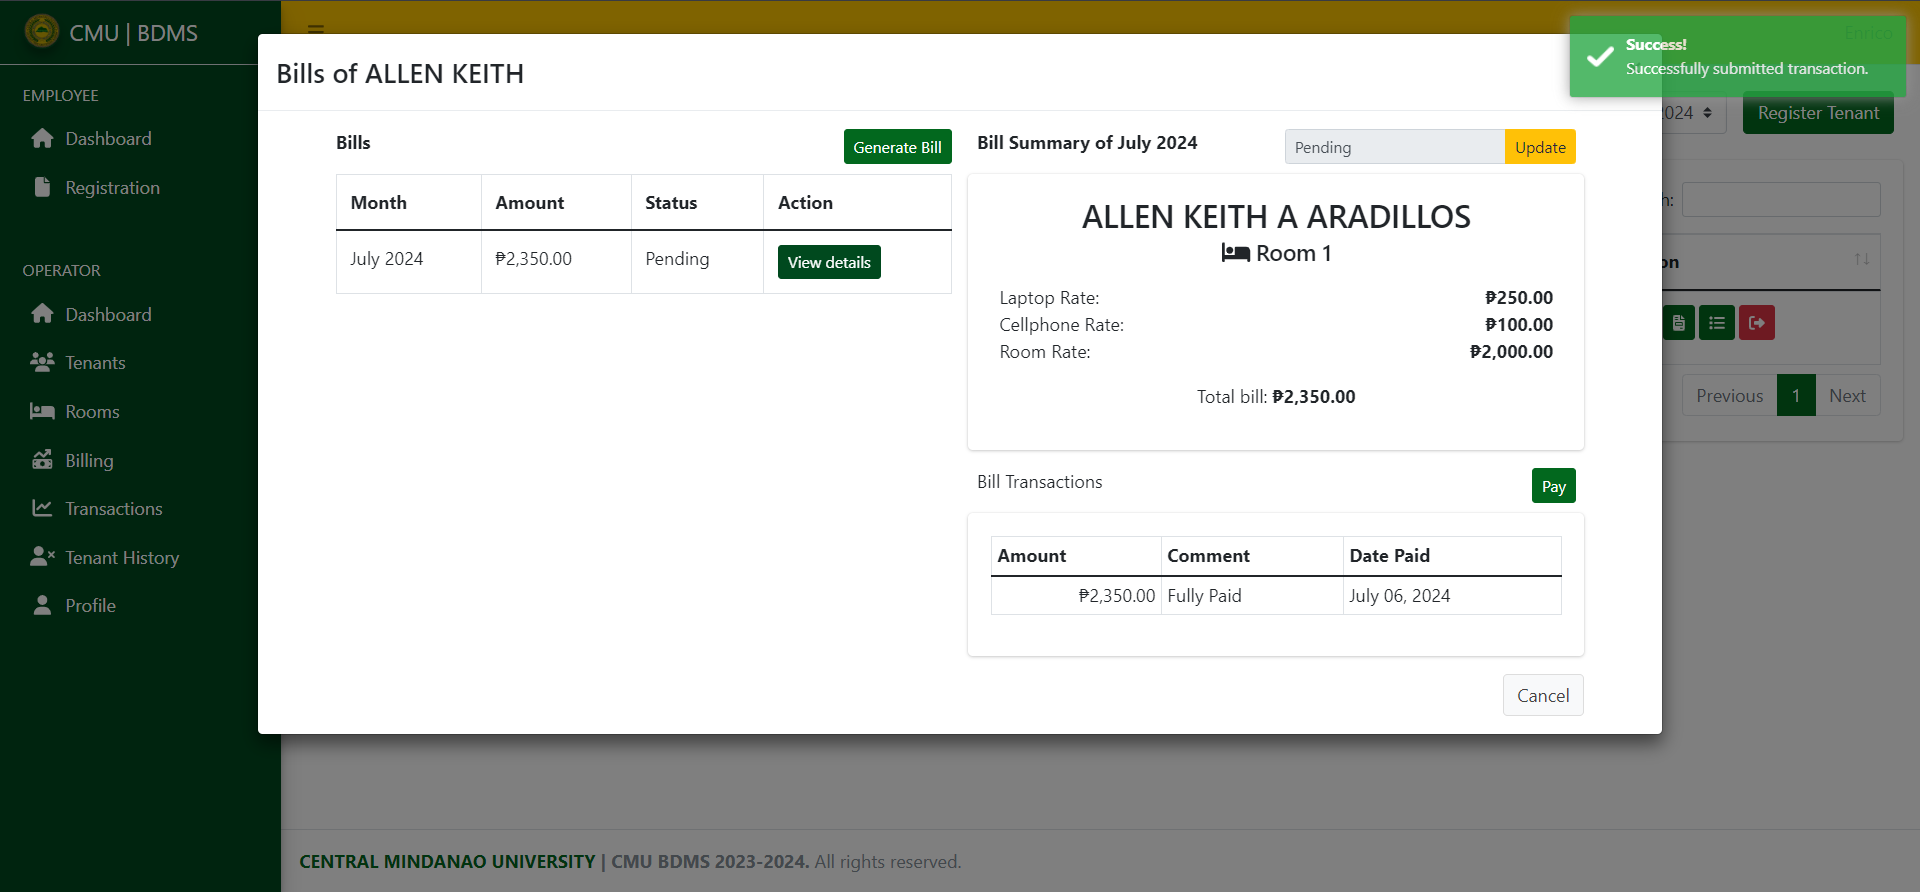 CMU | BDMS
EMPLOYEE
Dashboard
Registration
OPERATOR
Dashboard
Tenants
Rooms
Billing
Transactions
Tenant History
Profile
Enrico
Success!
Successfully submitted transaction.
2024
Register Tenant
h:
on
Previous 1 Next
Bills of ALLEN KEITH
Bills
Generate Bill
Month Amount Status Action
July 2024 ₱2,350.00 Pending View details
Bill Summary of July 2024
Pending Update
ALLEN KEITH A ARADILLOS
Room 1
Laptop Rate: ₱250.00
Cellphone Rate: ₱100.00
Room Rate: ₱2,000.00
Total bill: ₱2,350.00
Bill Transactions
Pay
Amount Comment Date Paid
₱2,350.00 Fully Paid July 06, 2024
Cancel
CENTRAL MINDANAO UNIVERSITY | CMU BDMS 2023-2024. All rights reserved.